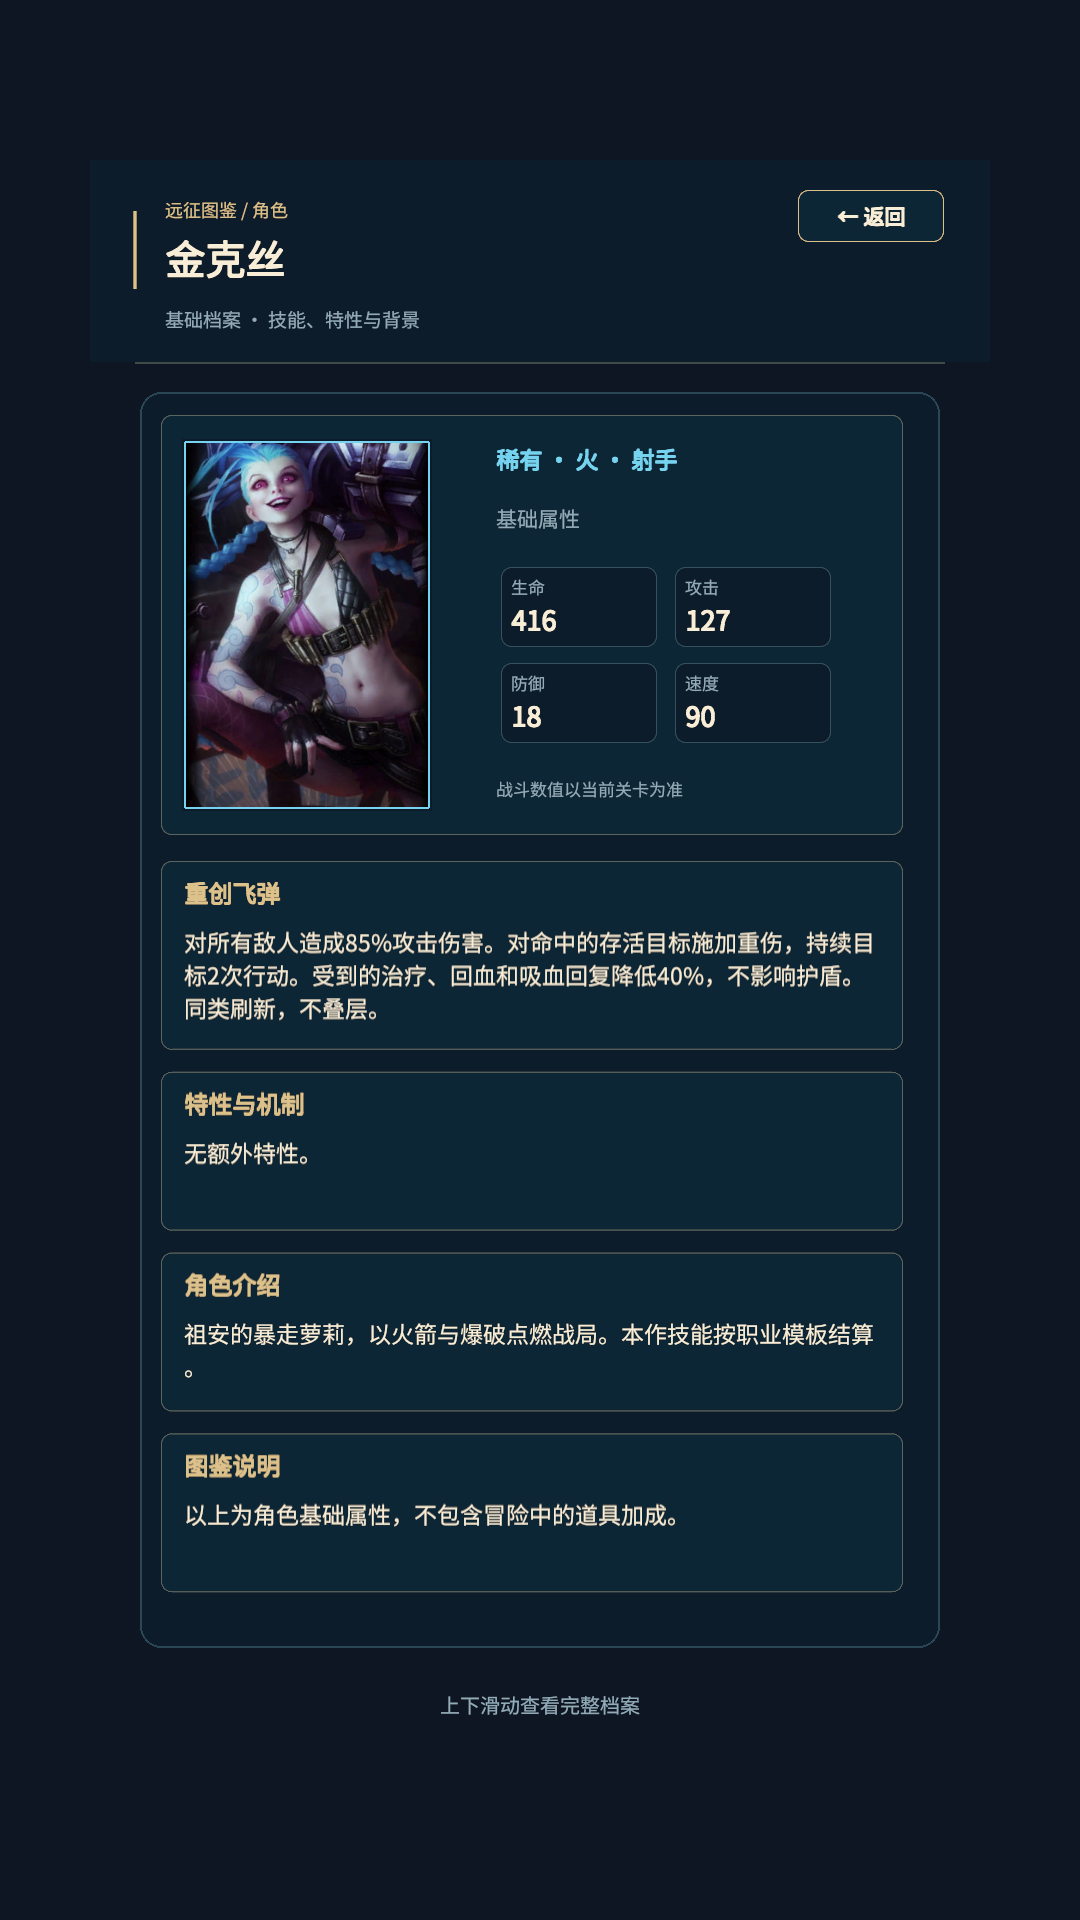 远征图鉴 / 角色
← 返回
金克丝
基础档案 · 技能、特性与背景
稀有 · 火 · 射手
基础属性
生命
416
攻击
127
防御
18
速度
90
战斗数值以当前关卡为准
重创飞弹
对所有敌人造成85%攻击伤害。对命中的存活目标施加重伤，持续目
标2次行动。受到的治疗、回血和吸血回复降低40%，不影响护盾。
同类刷新，不叠层。
特性与机制
无额外特性。
角色介绍
祖安的暴走萝莉，以火箭与爆破点燃战局。本作技能按职业模板结算
。
图鉴说明
以上为角色基础属性，不包含冒险中的道具加成。
上下滑动查看完整档案